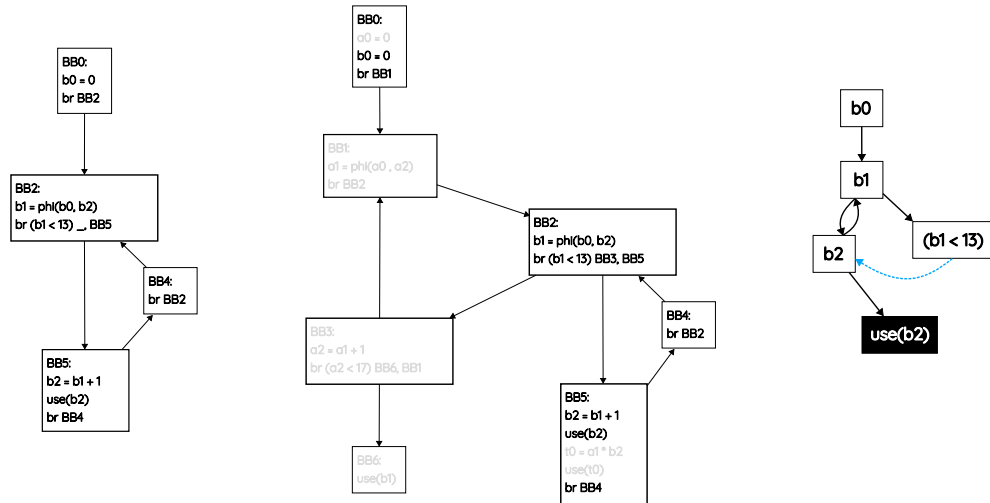 BB0:
b0 = 0
br BB2
BB2:
b1 = phi(b0, b2)
br (b1 < 13) _, BB5
BB4:
br BB2
BB5:
b2 = b1 + 1
use(b2)
br BB4
BB0:
a0 = 0
b0 = 0
br BB1
BB1:
a1 = phi(a0 , a2)
br BB2
BB2:
b1 = phi(b0, b2)
br (b1 < 13) BB3, BB5
BB3:
a2 = a1 + 1
br (a2 < 17) BB6, BB1
BB4:
br BB2
BB5:
b2 = b1 + 1
use(b2)
t0 = a1 * b2
use(t0)
br BB4
BB6:
use(b1)
b0
b1
(b1 < 13)
b2
use(b2)